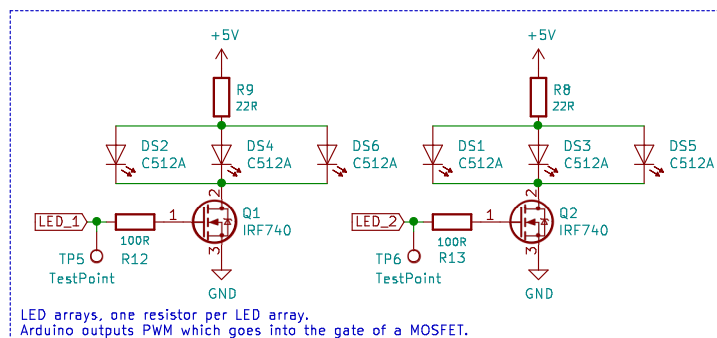 +5V
+5V
R9
22R
R8
22R
DS2
C512A
DS4
C512A
DS6
C512A
DS1
C512A
DS3
C512A
DS5
C512A
2
2
LED_1
1
Q1
IRF740
LED_2
1
Q2
IRF740
100R
R12
3
100R
R13
3
TP5
TestPoint
TP6
TestPoint
GND
GND
LED arrays, one resistor per LED array.
Arduino outputs PWM which goes into the gate of a MOSFET.